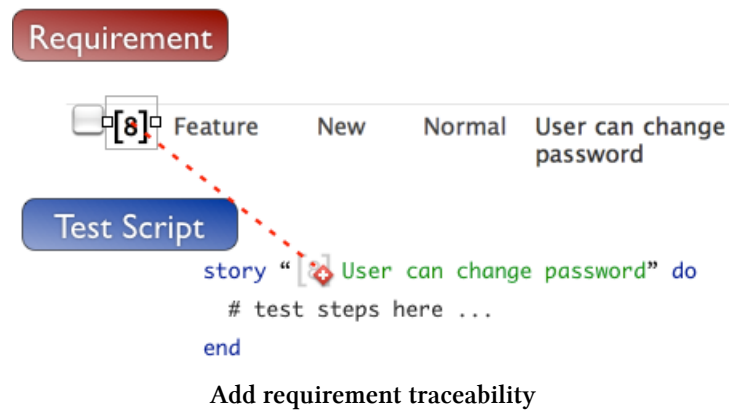 Requirement
[8] Feature New Normal User can change
password
Test Script
story “[8] User can change password” do
# test steps here ...
end
Add requirement traceability